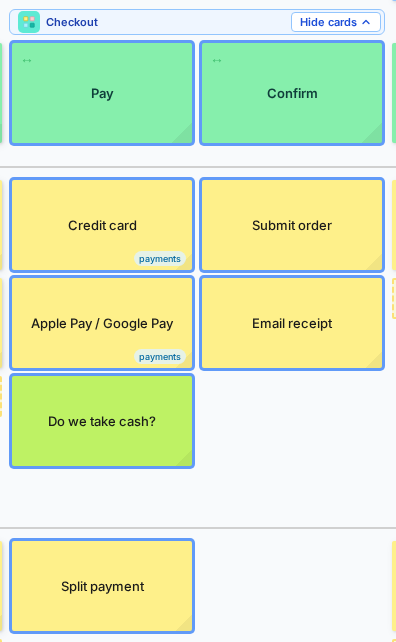 Checkout
Hide cards
Pay
Confirm
Credit card
payments
Submit order
Apple Pay / Google Pay
payments
Email receipt
Do we take cash?
Split payment